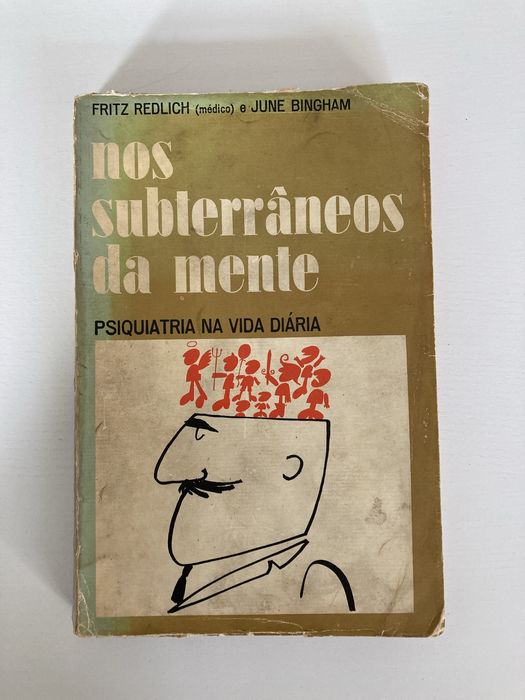 FRITZ REDLICH (médico) e JUNE BINGHAM
nos
subterrâneos
da mente
PSIQUIATRIA NA VIDA DIÁRIA